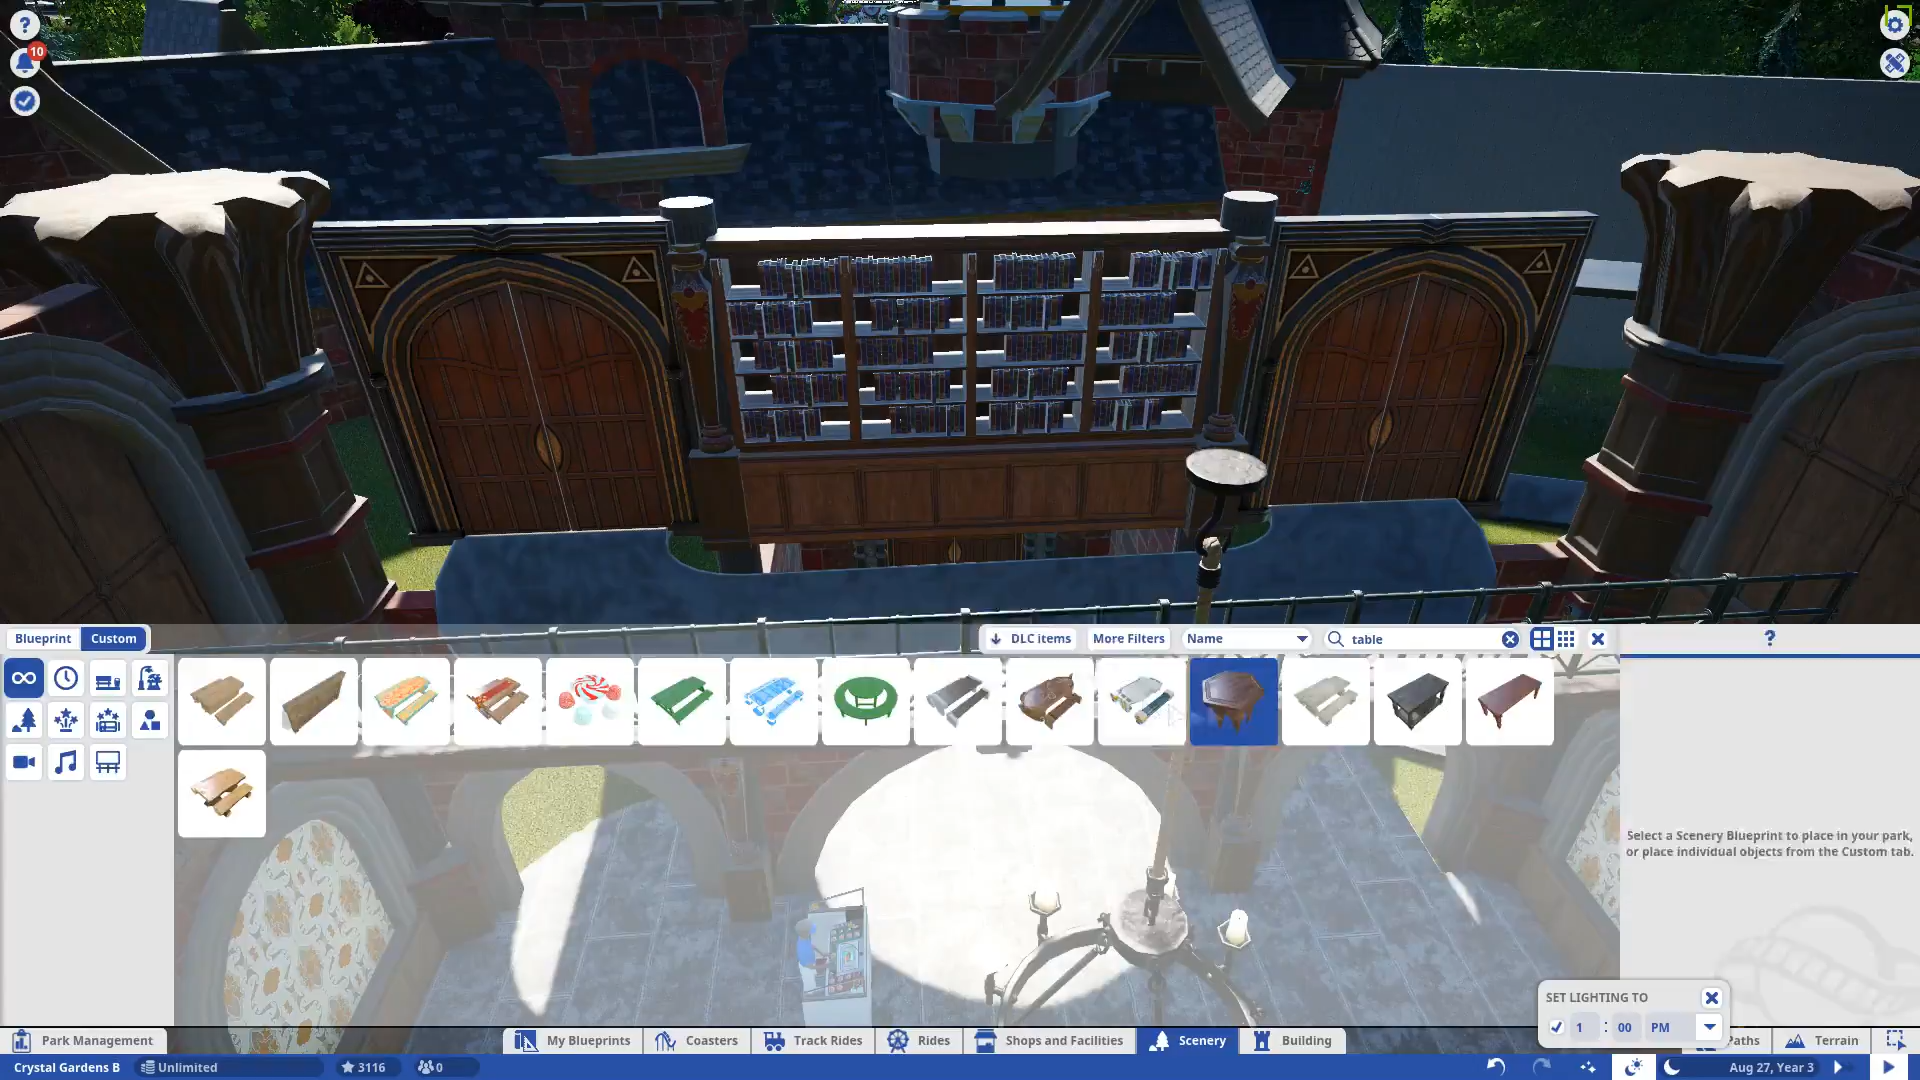 10
Blueprint
Custom
DLC items
More Filters
Name
table
?
Select a Scenery Blueprint to place in your park,
or place individual objects from the Custom tab.
SET LIGHTING TO
1 : 00 PM
Park Management
My Blueprints
Coasters
Track Rides
Rides
Shops and Facilities
Scenery
Building
Paths
Terrain
Crystal Gardens B
Unlimited
3116
0
Aug 27, Year 3